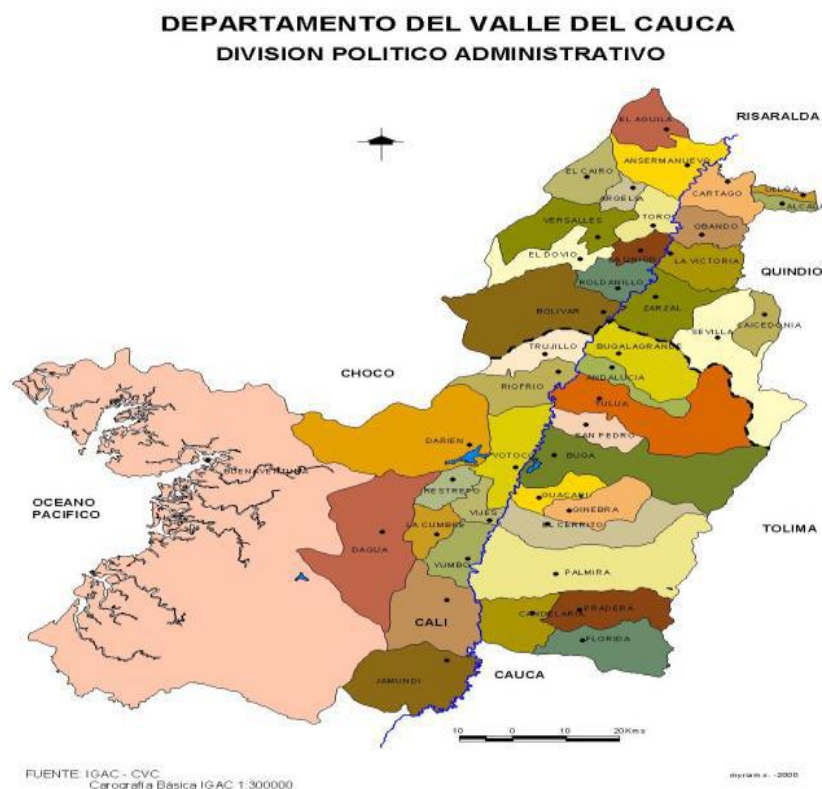 DEPARTAMENTO DEL VALLE DEL CAUCA
DIVISION POLITICO ADMINISTRATIVO
EL AGUILA
RISARALDA
ANSERMANUEVO
EL CAIRO
CARTAGO
ARGELIA
ULLOA
ALCALA
VERSALLES
TORO
OBANDO
EL DOVIO
LA UNION
LA VICTORIA
QUINDIO
ROLDANILLO
BOLIVAR
ZARZAL
SEVILLA
CAICEDONIA
TRUJILLO
BUGALAGRANDE
CHOCO
RIOFRIO
ANDALUCIA
TULUA
DARIEN
SAN PEDRO
YOTOCO
BUGA
BUENAVENTURA
RESTREPO
OCEANO
PACIFICO
GUACARI
GINEBRA
VIJES
LA CUMBRE
EL CERRITO
TOLIMA
DAGUA
YUMBO
PALMIRA
CALI
CANDELARIA
PRADERA
FLORIDA
CAUCA
JAMUNDI
10 0 10 20 Kms
FUENTE: IGAC - CVC
Carografía Básica IGAC 1:300000